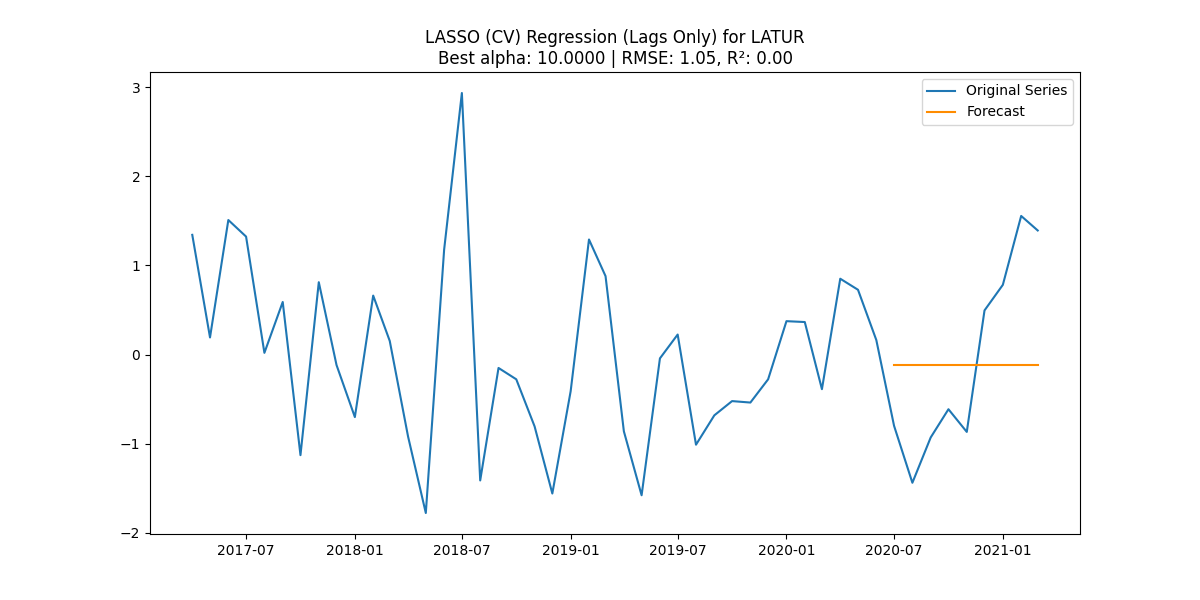 LASSO (CV) Regression (Lags Only) for LATUR
Best alpha: 10.0000 | RMSE: 1.05, R²: 0.00
Original Series
Forecast
3
2
1
0
−1
−2
2017-07 2018-01 2018-07 2019-01 2019-07 2020-01 2020-07 2021-01